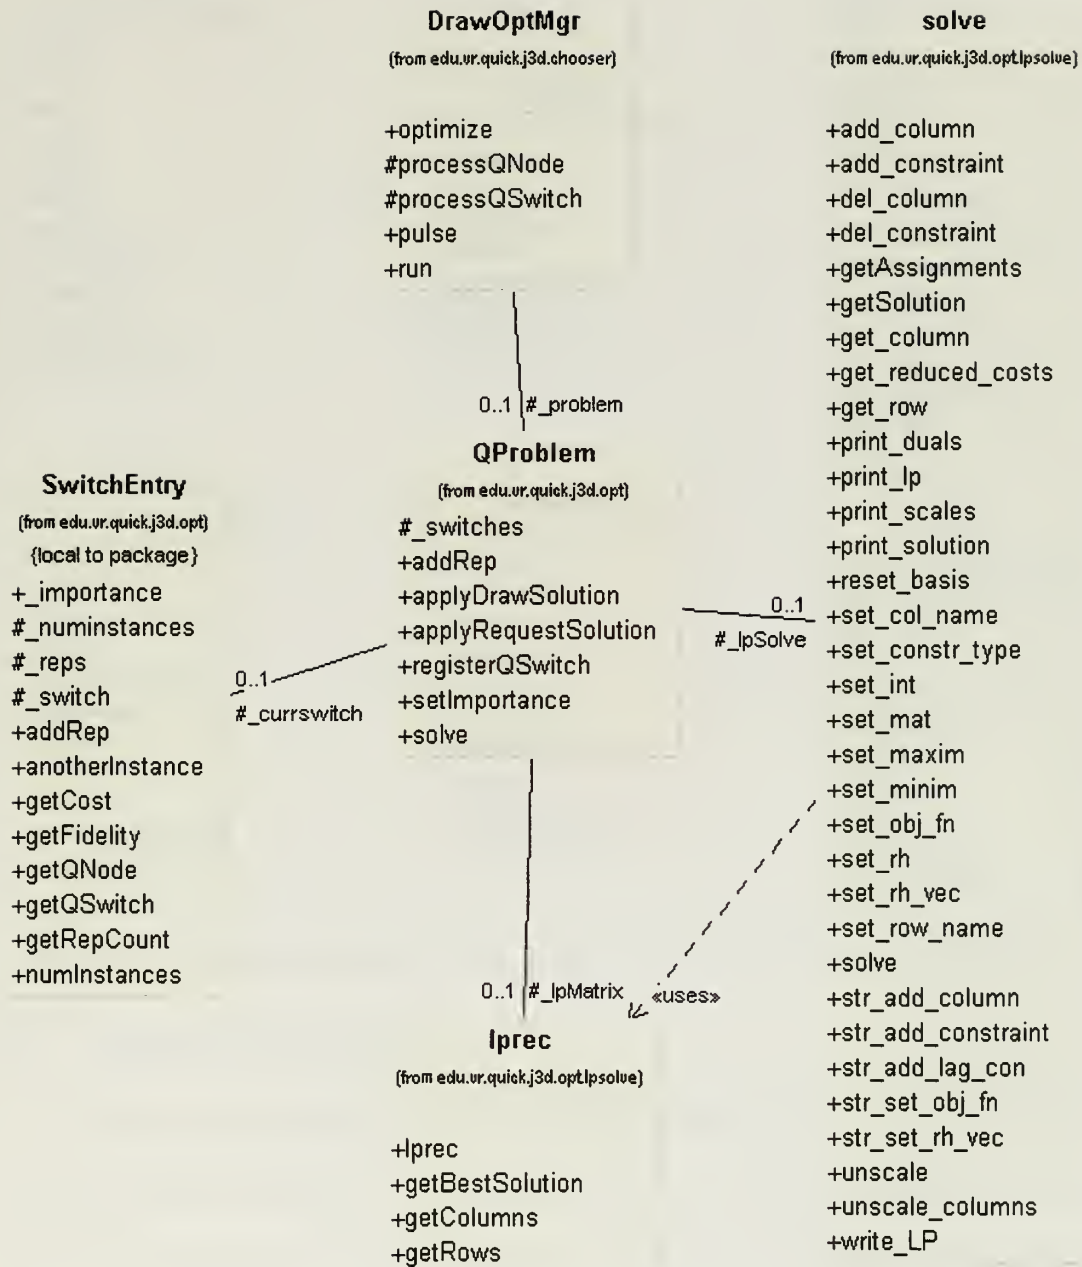 DrawOptMgr
(from edu.vr.quick.j3d.chooser)
+optimize
#processQNode
#processQSwitch
+pulse
+run
0..1 #_problem
QProblem
(from edu.vr.quick.j3d.opt)
#_switches
+addRep
+applyDrawSolution
+applyRequestSolution
+registerQSwitch
+setImportance
+solve
SwitchEntry
(from edu.vr.quick.j3d.opt)
{local to package}
+_importance
#_numinstances
#_reps
#_switch
+addRep
+anotherInstance
+getCost
+getFidelity
+getQNode
+getQSwitch
+getRepCount
+numInstances
0..1
#_currswitch
0..1
#_lpSolve
0..1 #_lpMatrix
«uses»
lprec
(from edu.vr.quick.j3d.opt.lpsolve)
+lprec
+getBestSolution
+getColumns
+getRows
solve
(from edu.vr.quick.j3d.opt.lpsolve)
+add_column
+add_constraint
+del_column
+del_constraint
+getAssignments
+getSolution
+get_column
+get_reduced_costs
+get_row
+print_duals
+print_lp
+print_scales
+print_solution
+reset_basis
+set_col_name
+set_constr_type
+set_int
+set_mat
+set_maxim
+set_minim
+set_obj_fn
+set_rh
+set_rh_vec
+set_row_name
+solve
+str_add_column
+str_add_constraint
+str_add_lag_con
+str_set_obj_fn
+str_set_rh_vec
+unscale
+unscale_columns
+write_LP